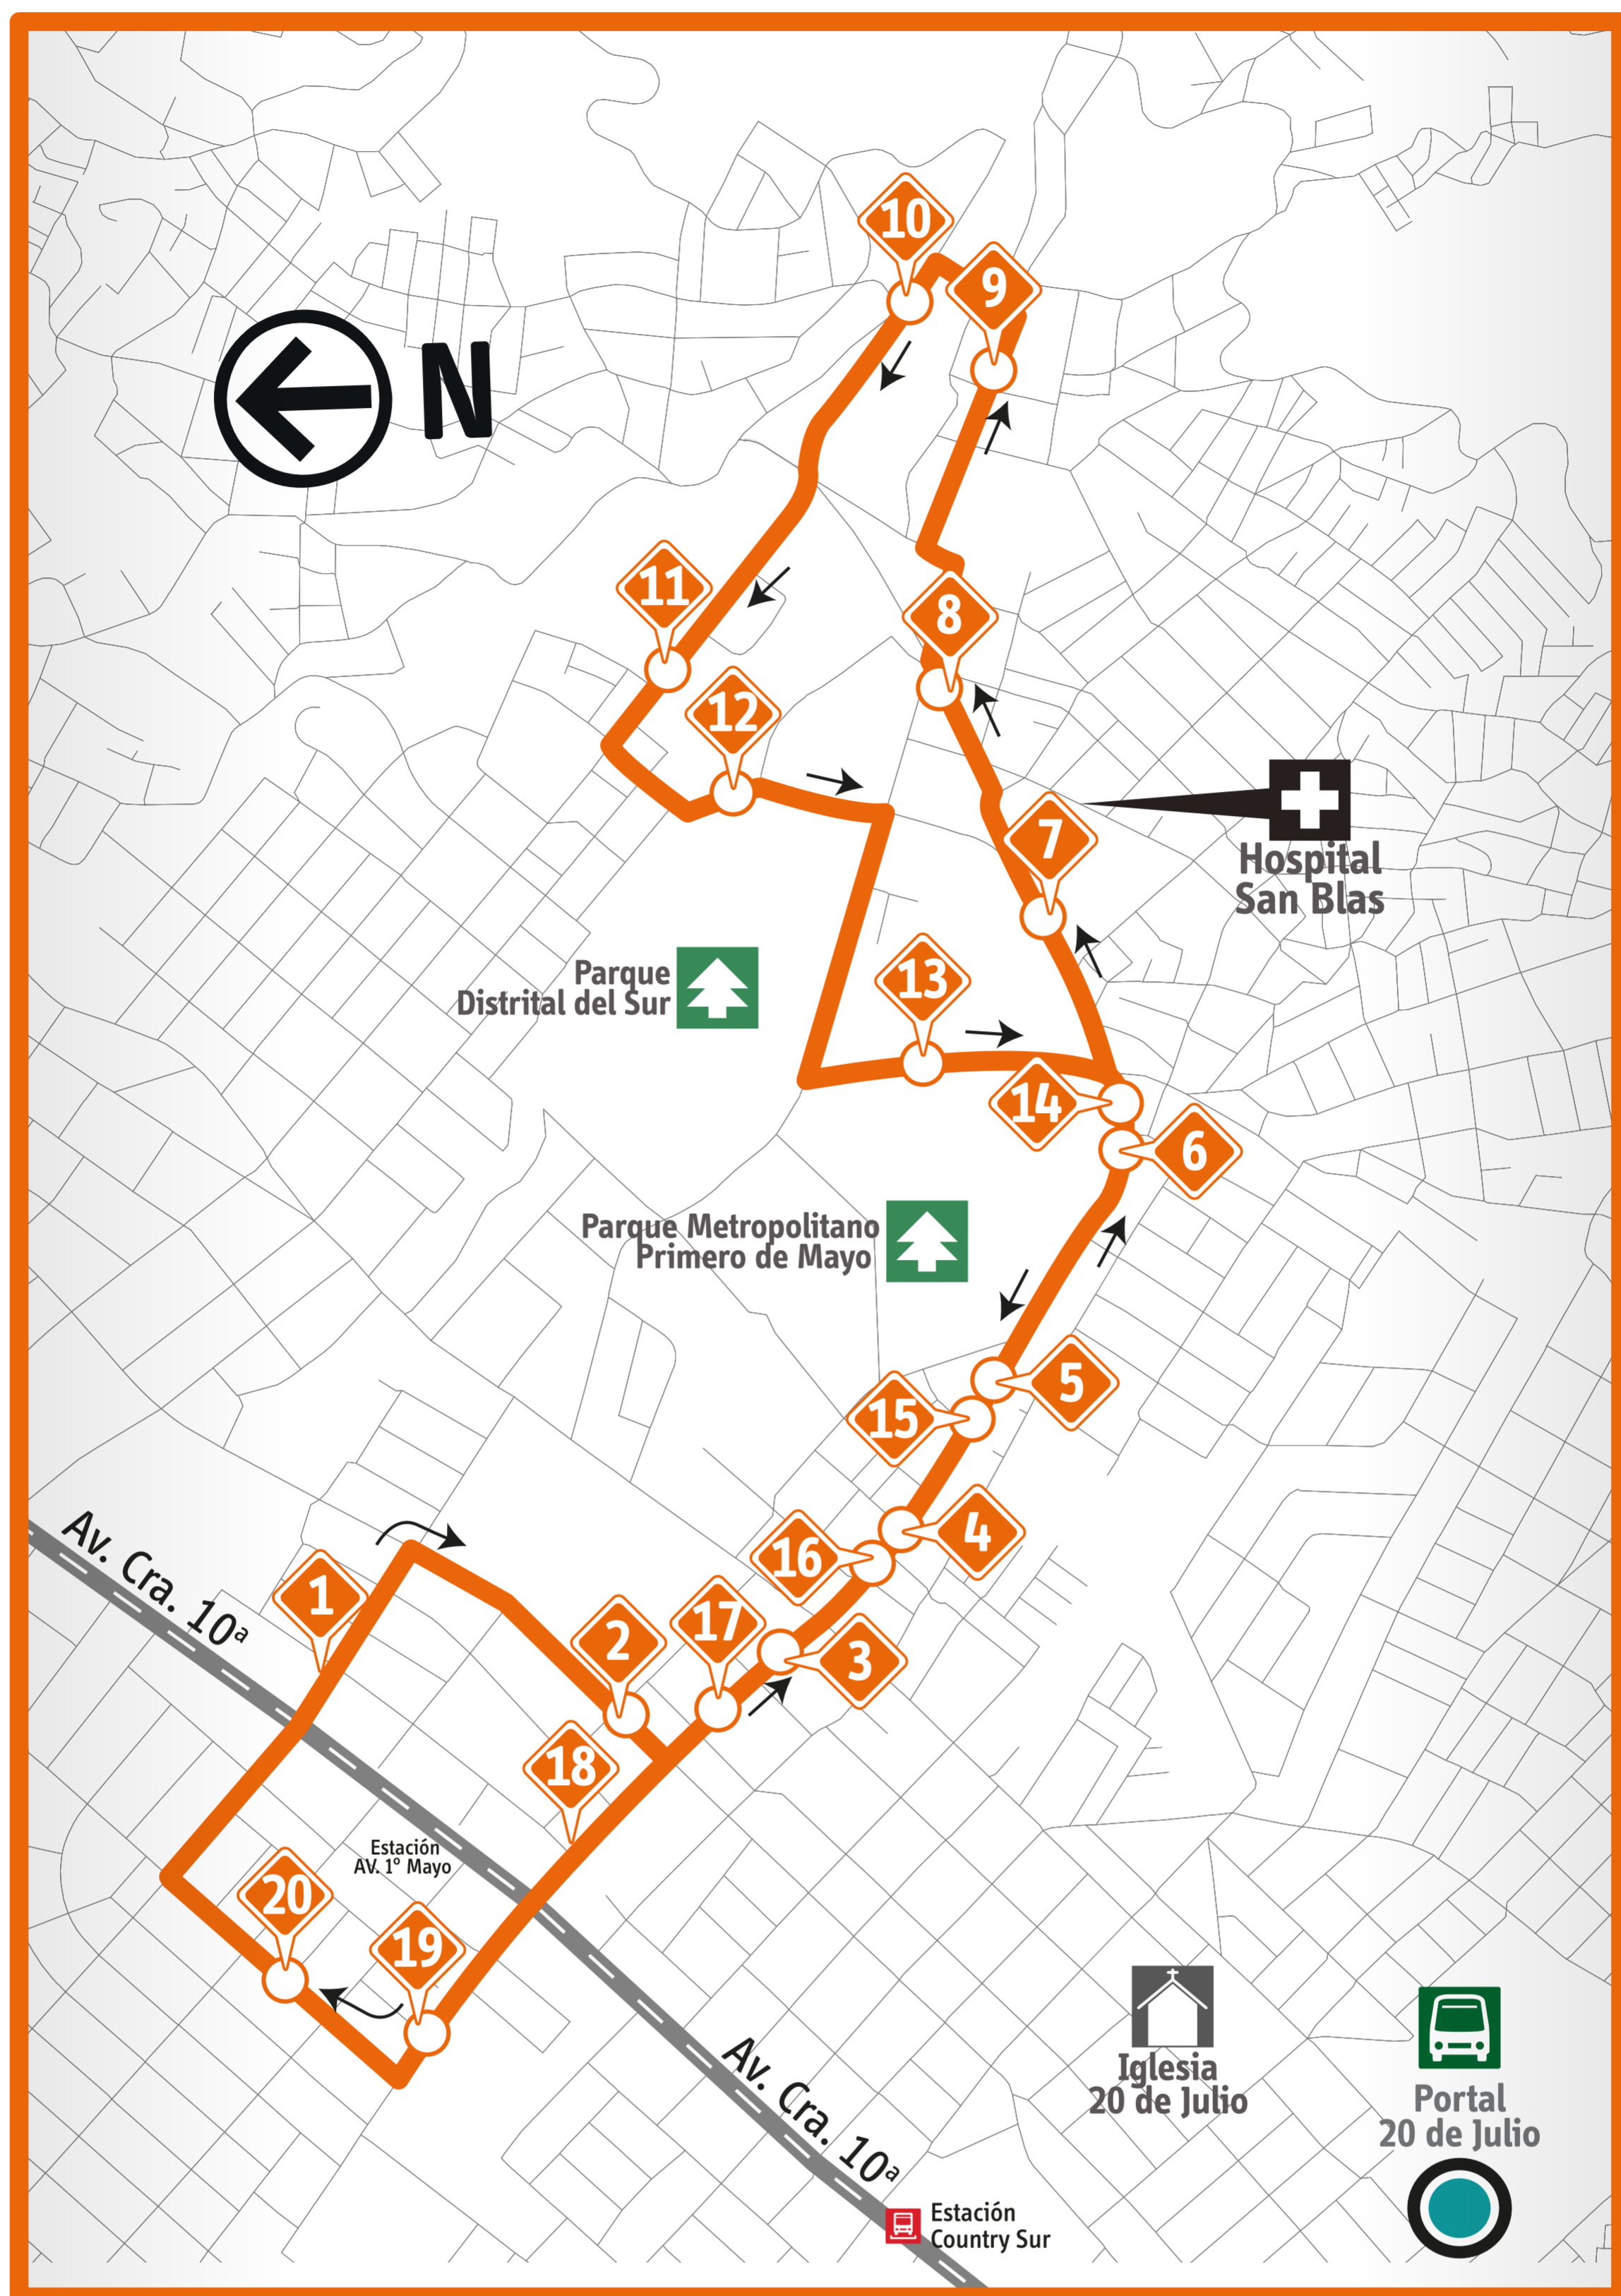 10
9
N
11
8
12
7
Hospital
San Blas
13
Parque
Distrital del Sur
14
6
Parque Metropolitano
Primero de Mayo
5
15
4
16
Av. Cra. 10ª
1
2
17
3
18
Estación
AV. 1º Mayo
20
19
Av. Cra. 10ª
Iglesia
20 de Julio
Portal
20 de Julio
Estación
Country Sur